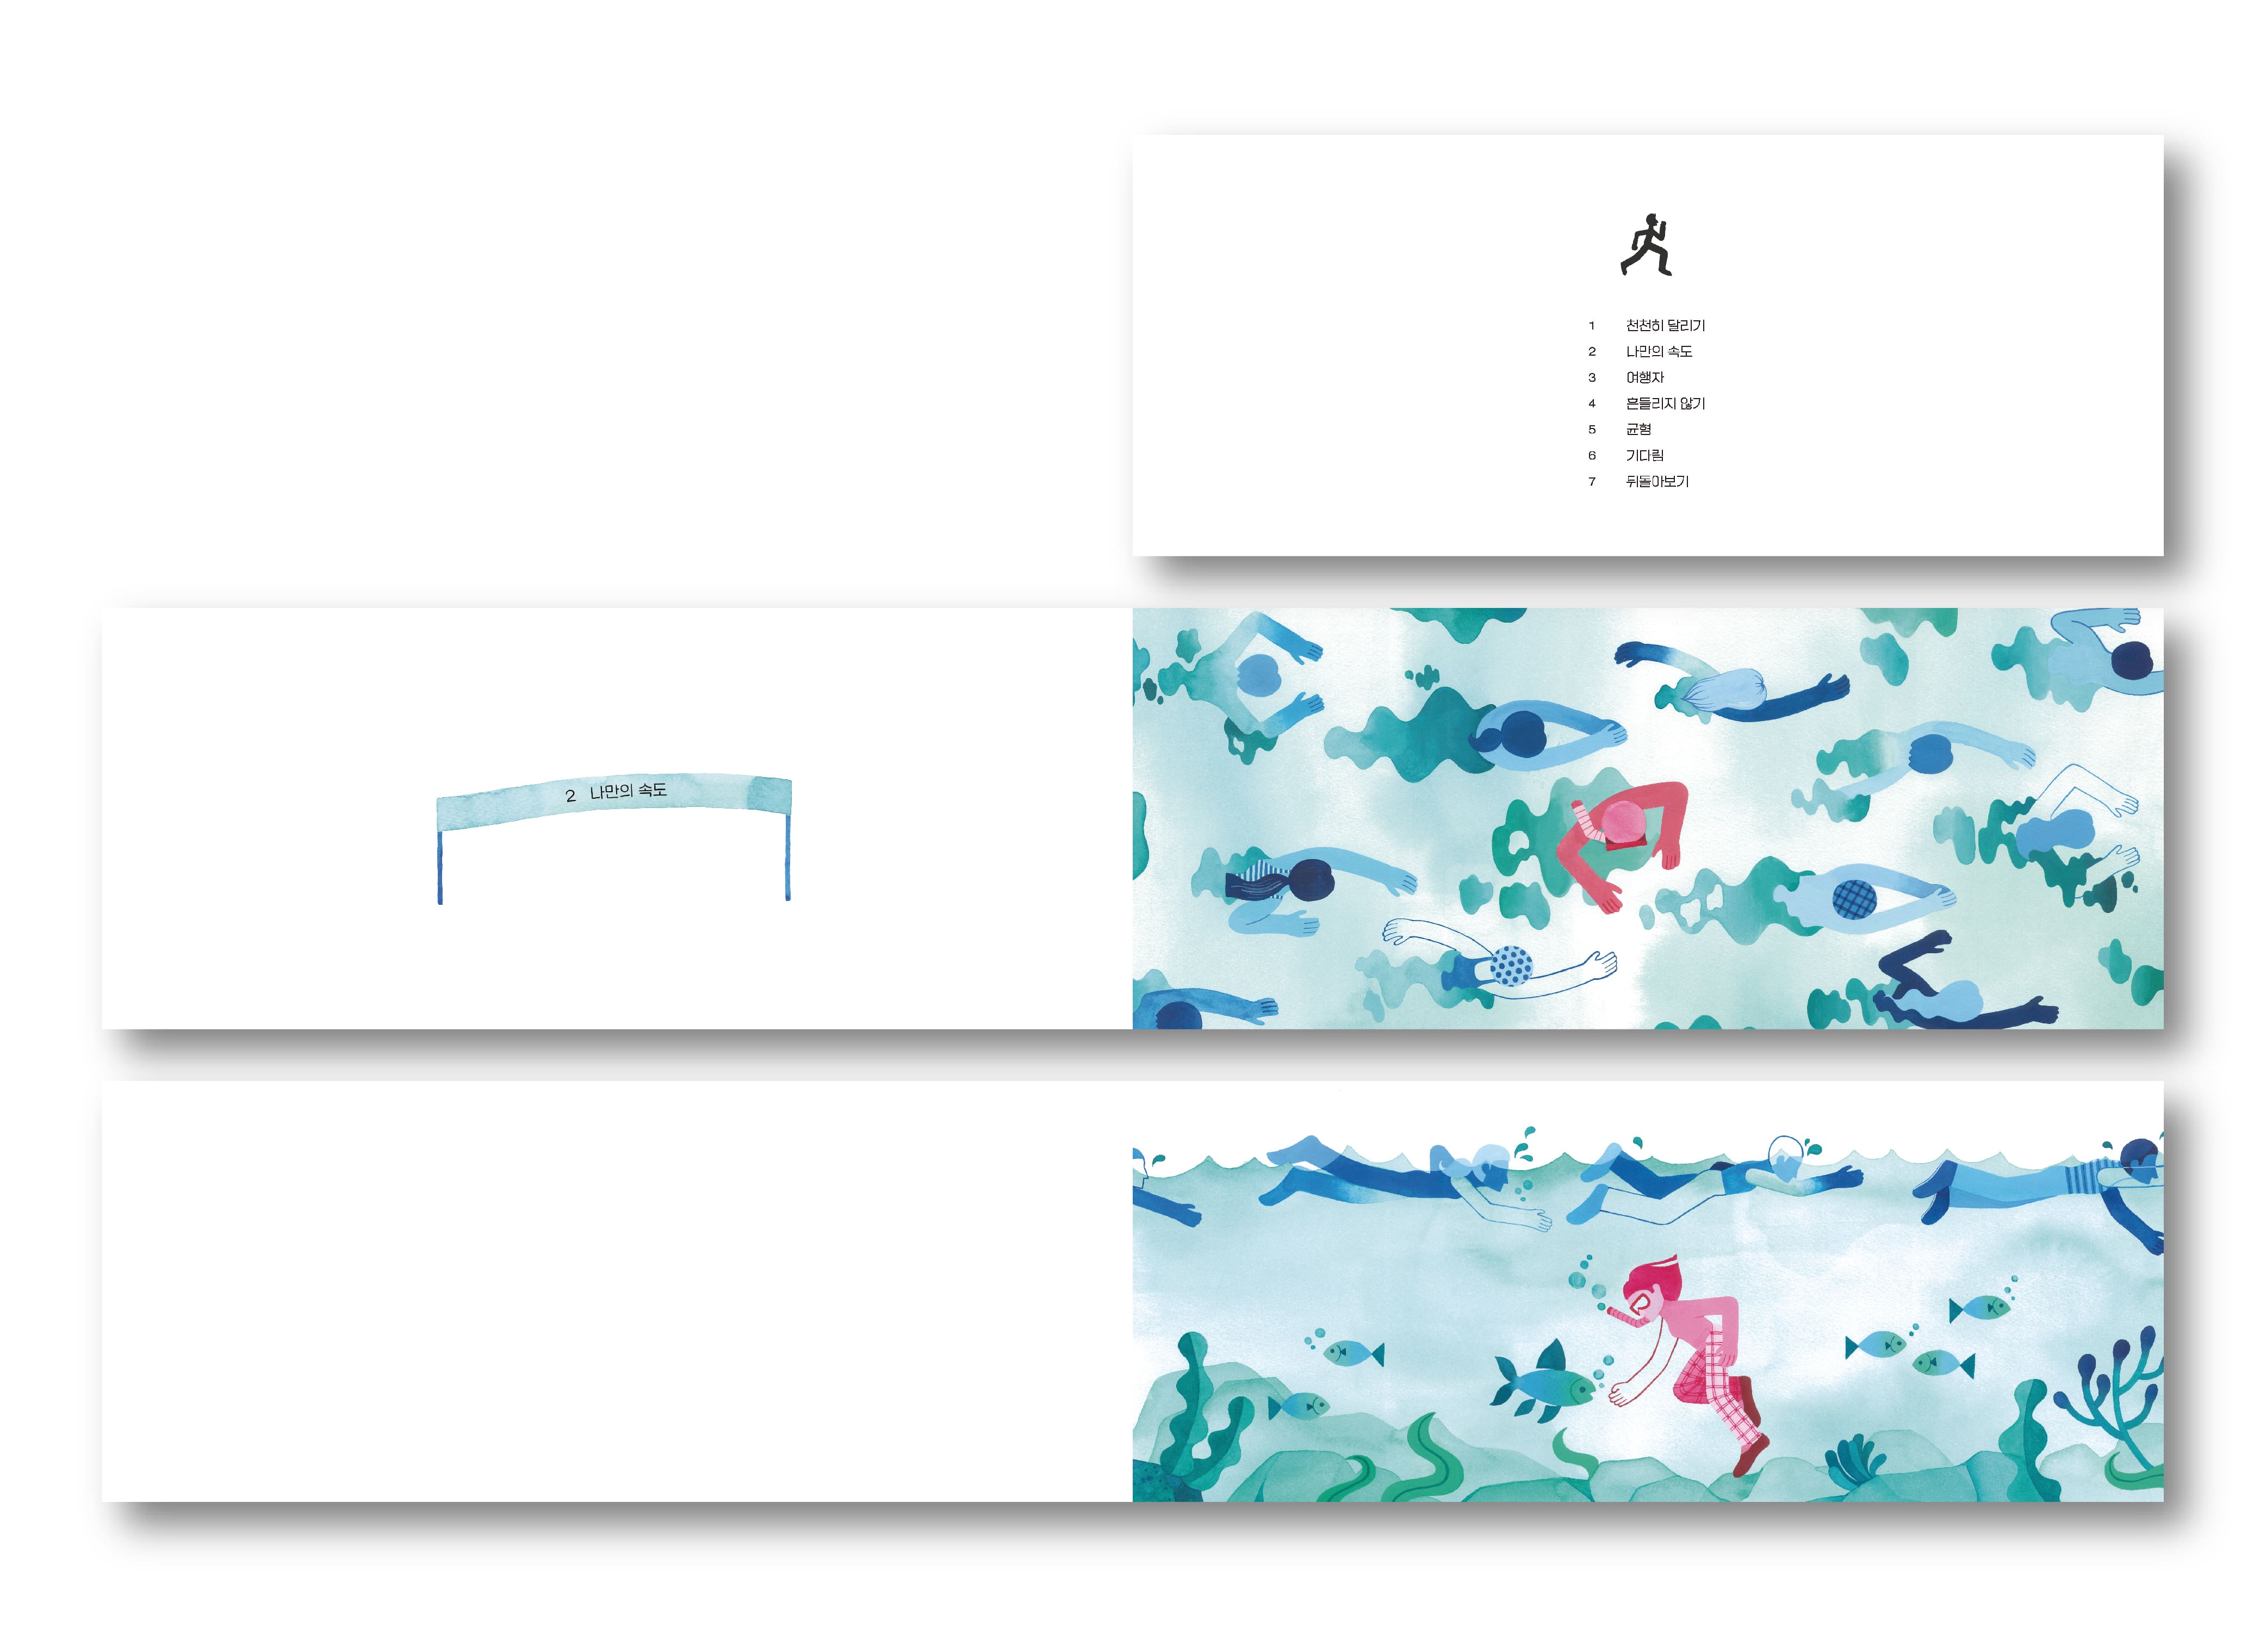 1 천천히 달리기
2 나만의 속도
3 여행자
4 흔들리지 않기
5 균형
6 기다림
7 뒤돌아보기
2 나만의 속도